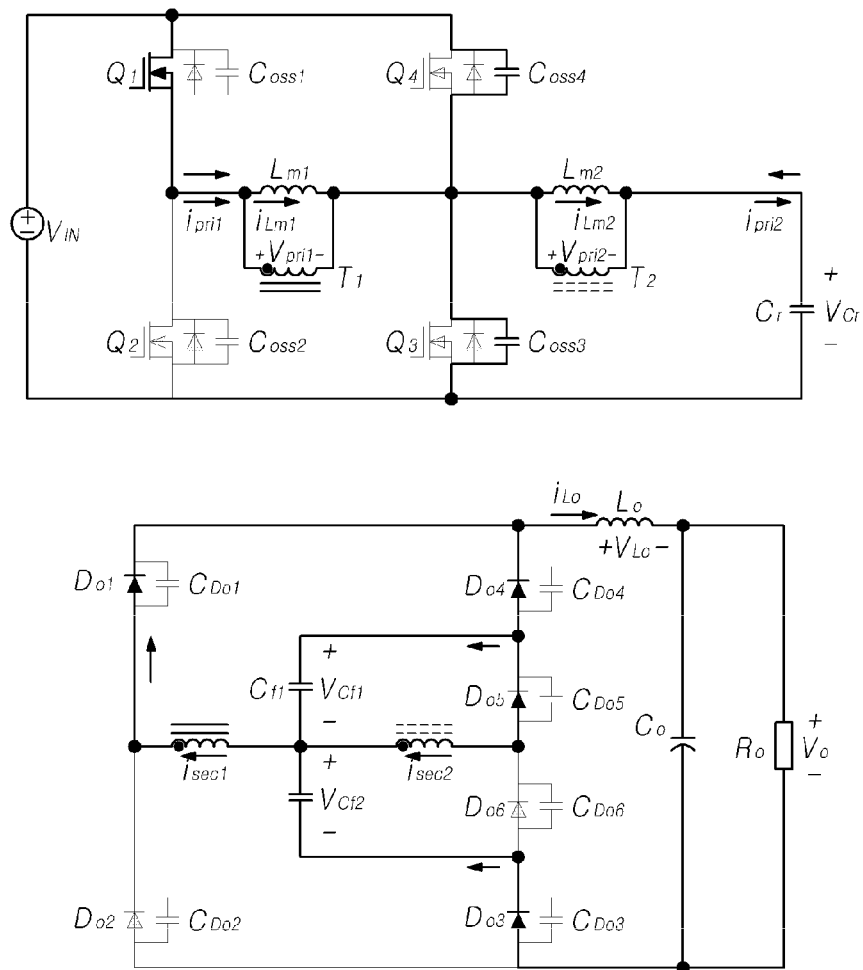 Q1
Coss1
Q4
Coss4
Lm1
Lm2
ipri1
iLm1
iLm2
ipri2
VIN
+Vpri1-
T1
+Vpri2-
T2
+
Cr
VCr
-
Q2
Coss2
Q3
Coss3
iLo
Lo
+VLo-
Do1
CDo1
Do4
CDo4
+
Cf1
VCf1
-
Do5
CDo5
Co
Ro
+
Vo
-
isec1
isec2
+
VCf2
-
Do6
CDo6
Do2
CDo2
Do3
CDo3